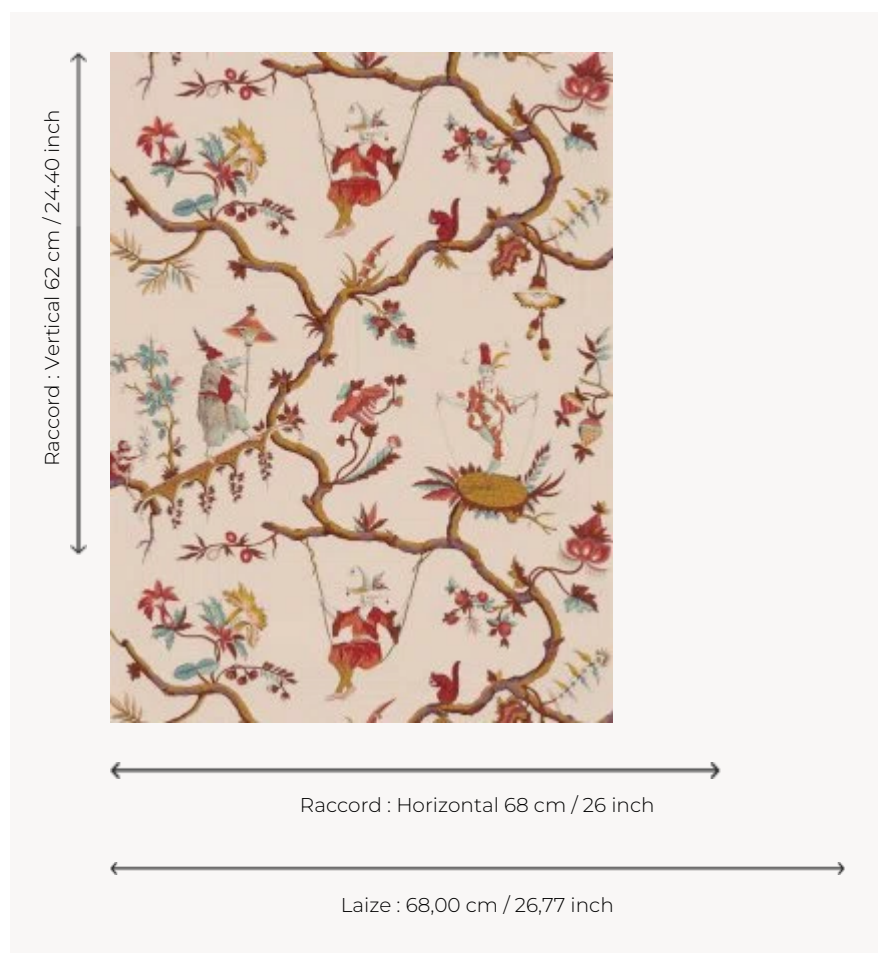 Raccord : Vertical 62 cm / 24.40 inch
Raccord : Horizontal 68 cm / 26 inch
Laize : 68,00 cm / 26,77 inch